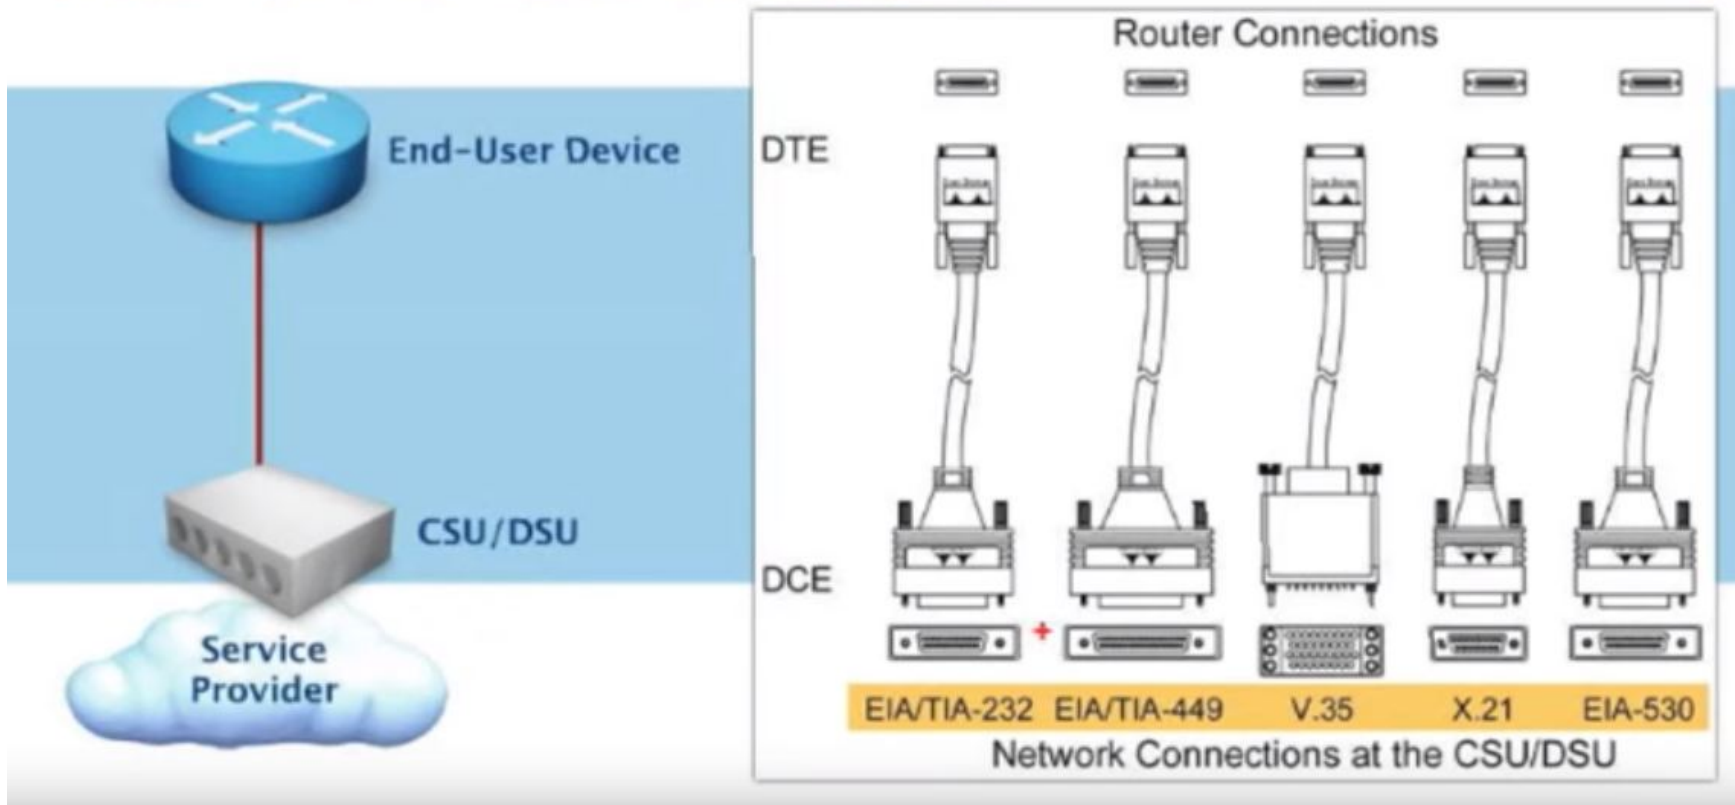 End-User Device
CSU/DSU
Service
Provider
Router Connections
DTE
DCE
EIA/TIA-232 EIA/TIA-449 V.35 X.21 EIA-530
Network Connections at the CSU/DSU